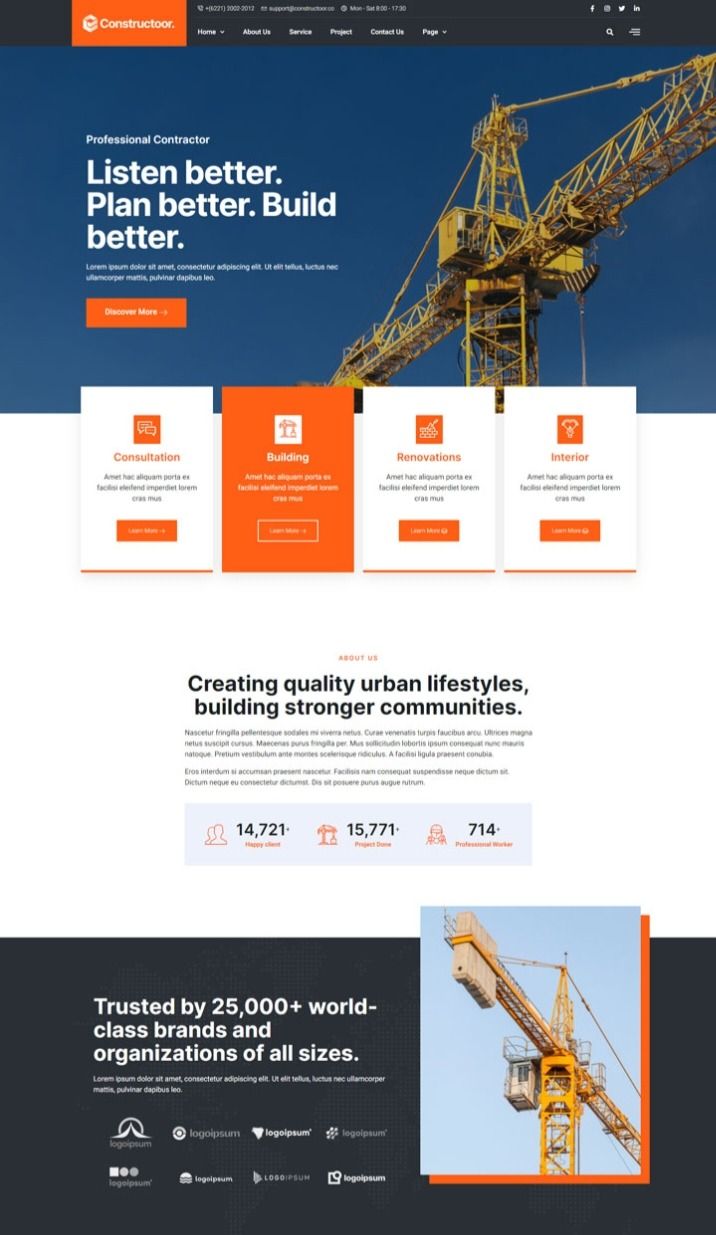 Constructoor.
+(6221) 2002-2012 support@constructoor.co Mon - Sat 8:00 - 17:30
Home About Us Service Project Contact Us Page
Professional Contractor
Listen better.
Plan better. Build
better.
Lorem ipsum dolor sit amet, consectetur adipiscing elit. Ut elit tellus, luctus nec
ullamcorper mattis, pulvinar dapibus leo.
Discover More →
Consultation
Amet hac aliquam porta ex
facilisi eleifend imperdiet lorem
cras mus
Learn More →
Building
Amet hac aliquam porta ex
facilisi eleifend imperdiet lorem
cras mus
Learn More →
Renovations
Amet hac aliquam porta ex
facilisi eleifend imperdiet lorem
cras mus
Learn More
Interior
Amet hac aliquam porta ex
facilisi eleifend imperdiet lorem
cras mus
Learn More
ABOUT US
Creating quality urban lifestyles,
building stronger communities.
Nascetur fringilla pellentesque sodales mi viverra netus. Curae venenatis turpis faucibus arcu. Ultrices magna
netus suscipit cursus. Maecenas purus fringilla per. Mus sollicitudin lobortis ipsum consequat nunc mauris
natoque. Pretium vestibulum ante montes scelerisque ridiculus. A facilisi ligula praesent conubia.
Eros interdum si accumsan praesent nascetur. Facilisis nam consequat suspendisse neque dictum sit.
Dictum neque eu consectetur dictumst. Dis sit posuere purus augue rutrum.
14,721+
Happy client
15,771+
Project Done
714+
Professional Worker
Trusted by 25,000+ world-
class brands and
organizations of all sizes.
Lorem ipsum dolor sit amet, consectetur adipiscing elit. Ut elit tellus, luctus nec ullamcorper
mattis, pulvinar dapibus leo.
logoipsum logoipsum logoipsum logoipsum
logoipsum logoipsum LOGOIPSUM logoipsum